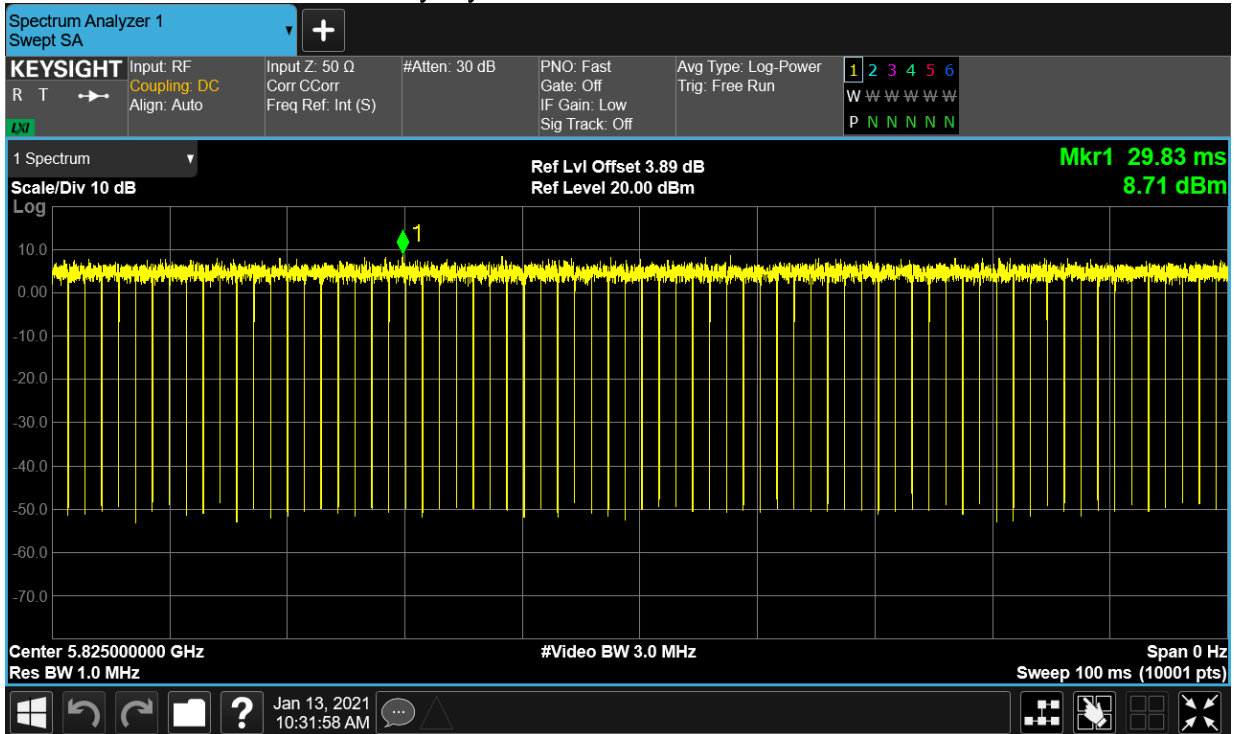 Spectrum Analyzer 1
Swept SA
+
KEYSIGHT
R T
LXI
Input: RF
Coupling: DC
Align: Auto
Input Z: 50 Ω
Corr CCorr
Freq Ref: Int (S)
#Atten: 30 dB
PNO: Fast
Gate: Off
IF Gain: Low
Sig Track: Off
Avg Type: Log-Power
Trig: Free Run
1 2 3 4 5 6
W W W W W W
P N N N N N
1 Spectrum
Scale/Div 10 dB
Ref Lvl Offset 3.89 dB
Ref Level 20.00 dBm
Mkr1 29.83 ms
8.71 dBm
Log
1
10.0
0.00
-10.0
-20.0
-30.0
-40.0
-50.0
-60.0
-70.0
Center 5.825000000 GHz
Res BW 1.0 MHz
#Video BW 3.0 MHz
Span 0 Hz
Sweep 100 ms (10001 pts)
?
Jan 13, 2021
10:31:58 AM